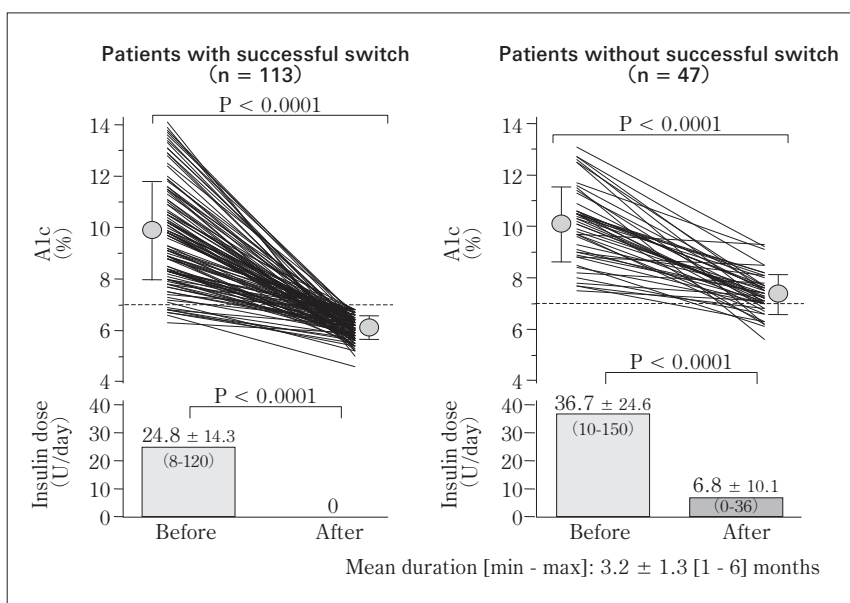 Patients with successful switch
(n = 113)
P < 0.0001
14
12
10
8
6
4
A1c
(%)
P < 0.0001
40
30
20
10
0
Insulin dose
(U/day)
24.8 ± 14.3
(8-120)
0
Before
After
Patients without successful switch
(n = 47)
P < 0.0001
14
12
10
8
6
4
A1c
(%)
P < 0.0001
40
30
20
10
0
Insulin dose
(U/day)
36.7 ± 24.6
(10-150)
6.8 ± 10.1
(0-36)
Before
After
Mean duration [min - max]: 3.2 ± 1.3 [1 - 6] months